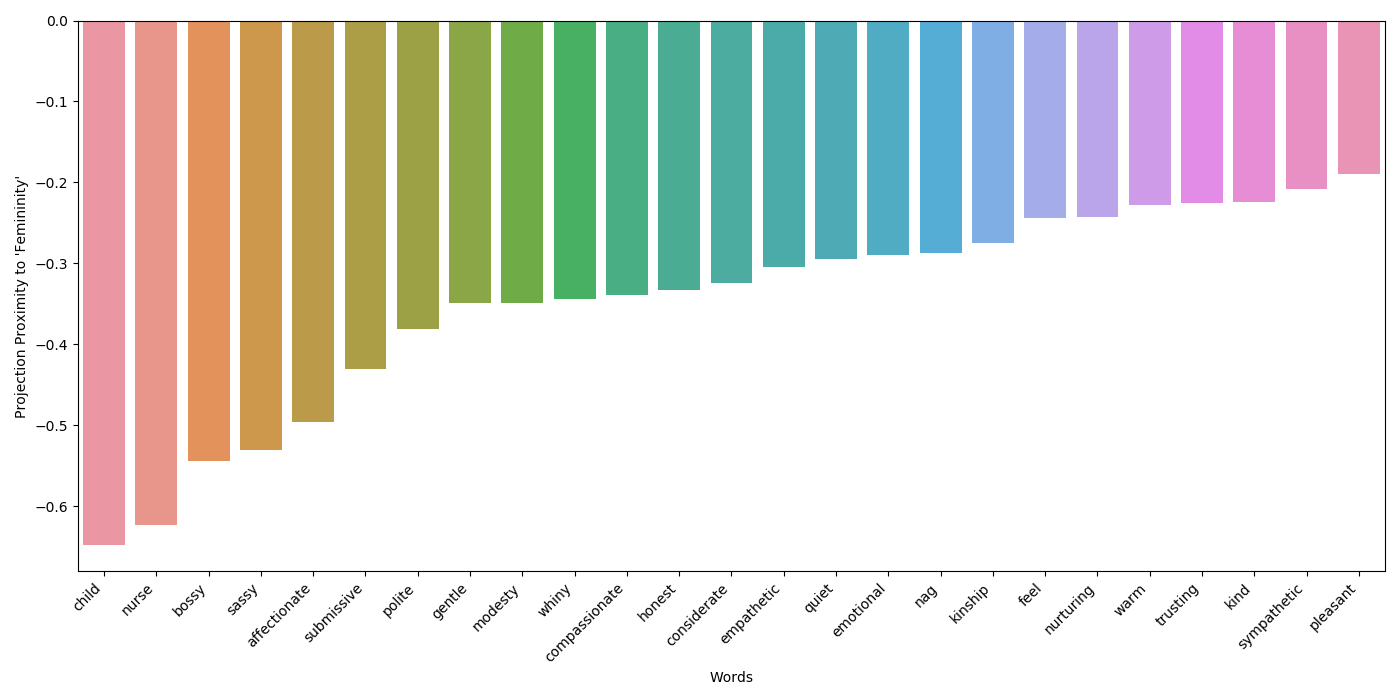 Projection Proximity to 'Femininity'
0.0
−0.1
−0.2
−0.3
−0.4
−0.5
−0.6
child
nurse
bossy
sassy
affectionate
submissive
polite
gentle
modesty
whiny
compassionate
honest
considerate
empathetic
quiet
emotional
nag
kinship
feel
nurturing
warm
trusting
kind
sympathetic
pleasant
Words